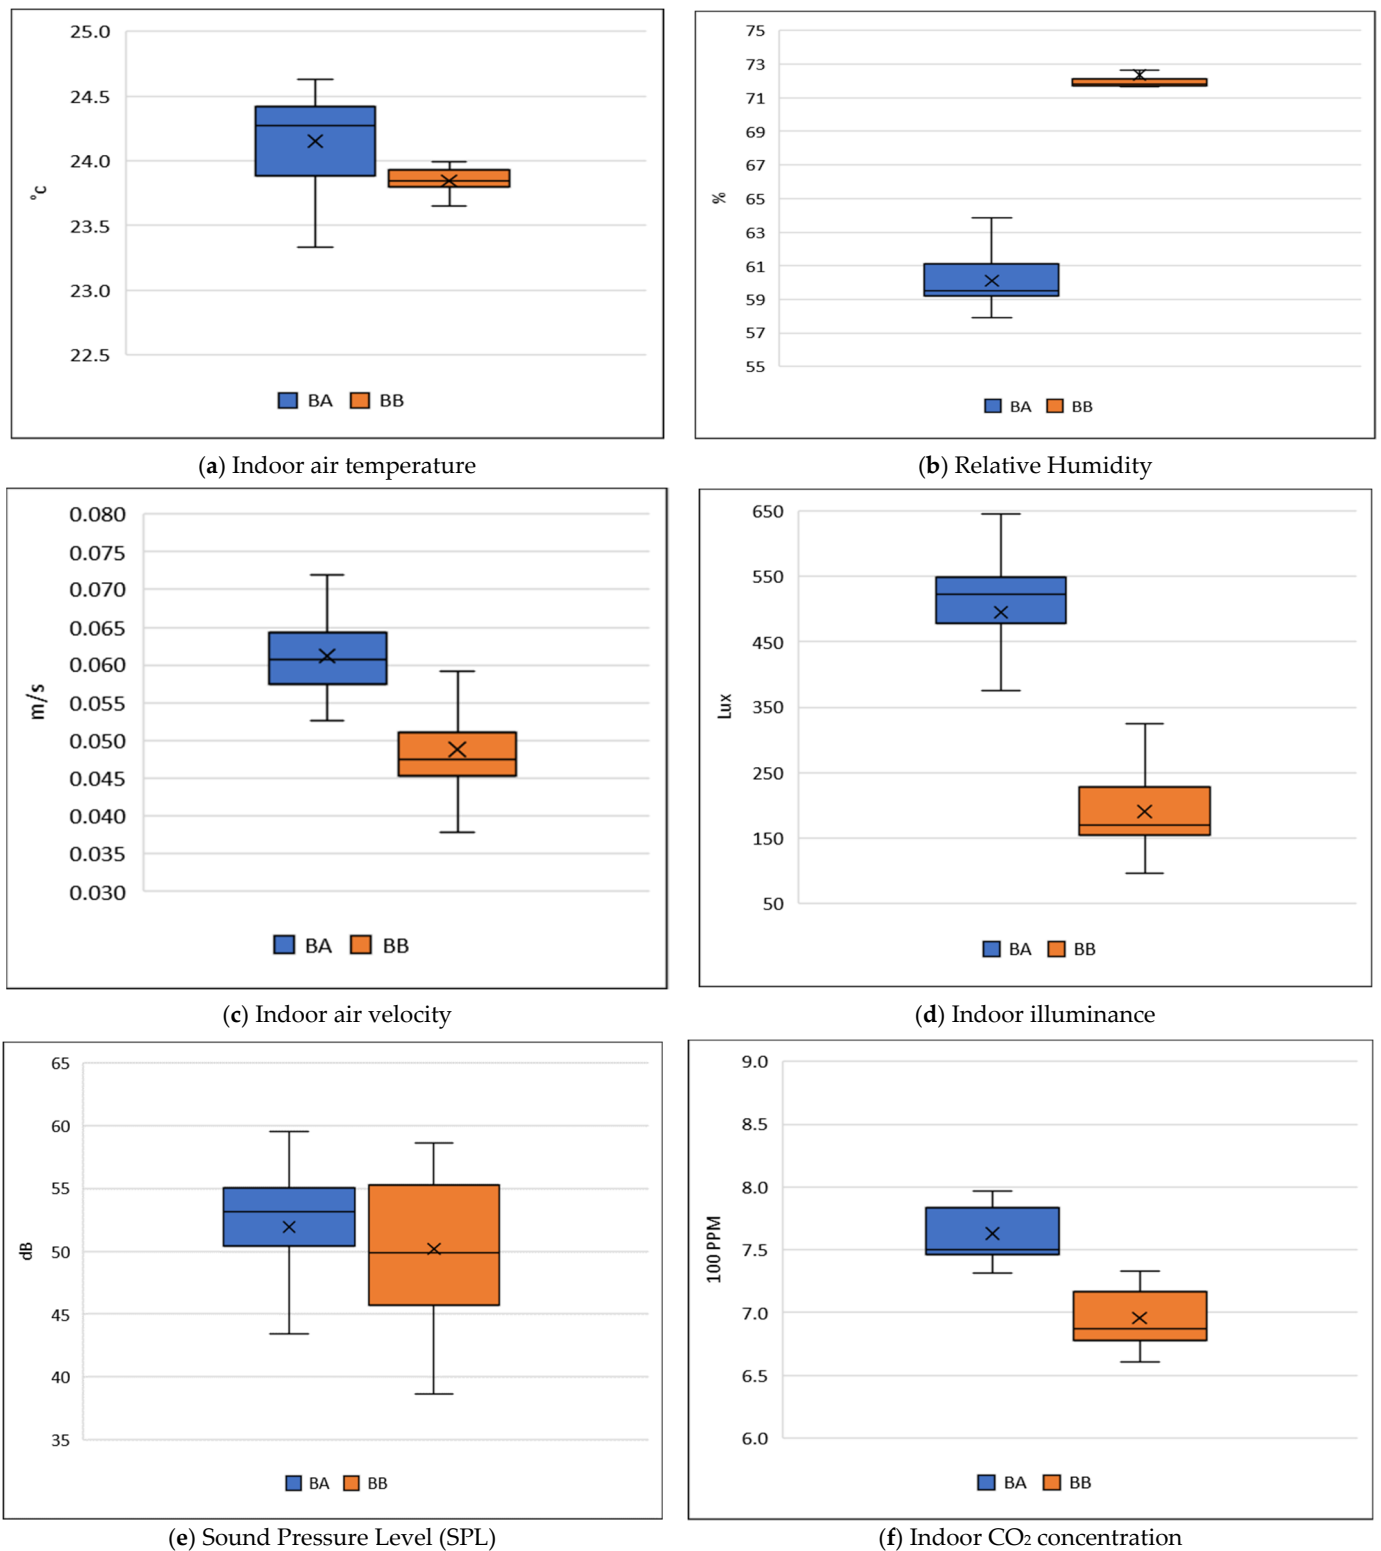 25.0
24.5
24.0
23.5
23.0
22.5
°C
BA BB
(a) Indoor air temperature
75
73
71
69
67
65
63
61
59
57
55
%
BA BB
(b) Relative Humidity
0.080
0.075
0.070
0.065
0.060
0.055
0.050
0.045
0.040
0.035
0.030
m/s
BA BB
(c) Indoor air velocity
650
550
450
350
250
150
50
Lux
BA BB
(d) Indoor illuminance
65
60
55
50
45
40
35
dB
BA BB
(e) Sound Pressure Level (SPL)
9.0
8.5
8.0
7.5
7.0
6.5
6.0
100 PPM
BA BB
(f) Indoor CO₂ concentration